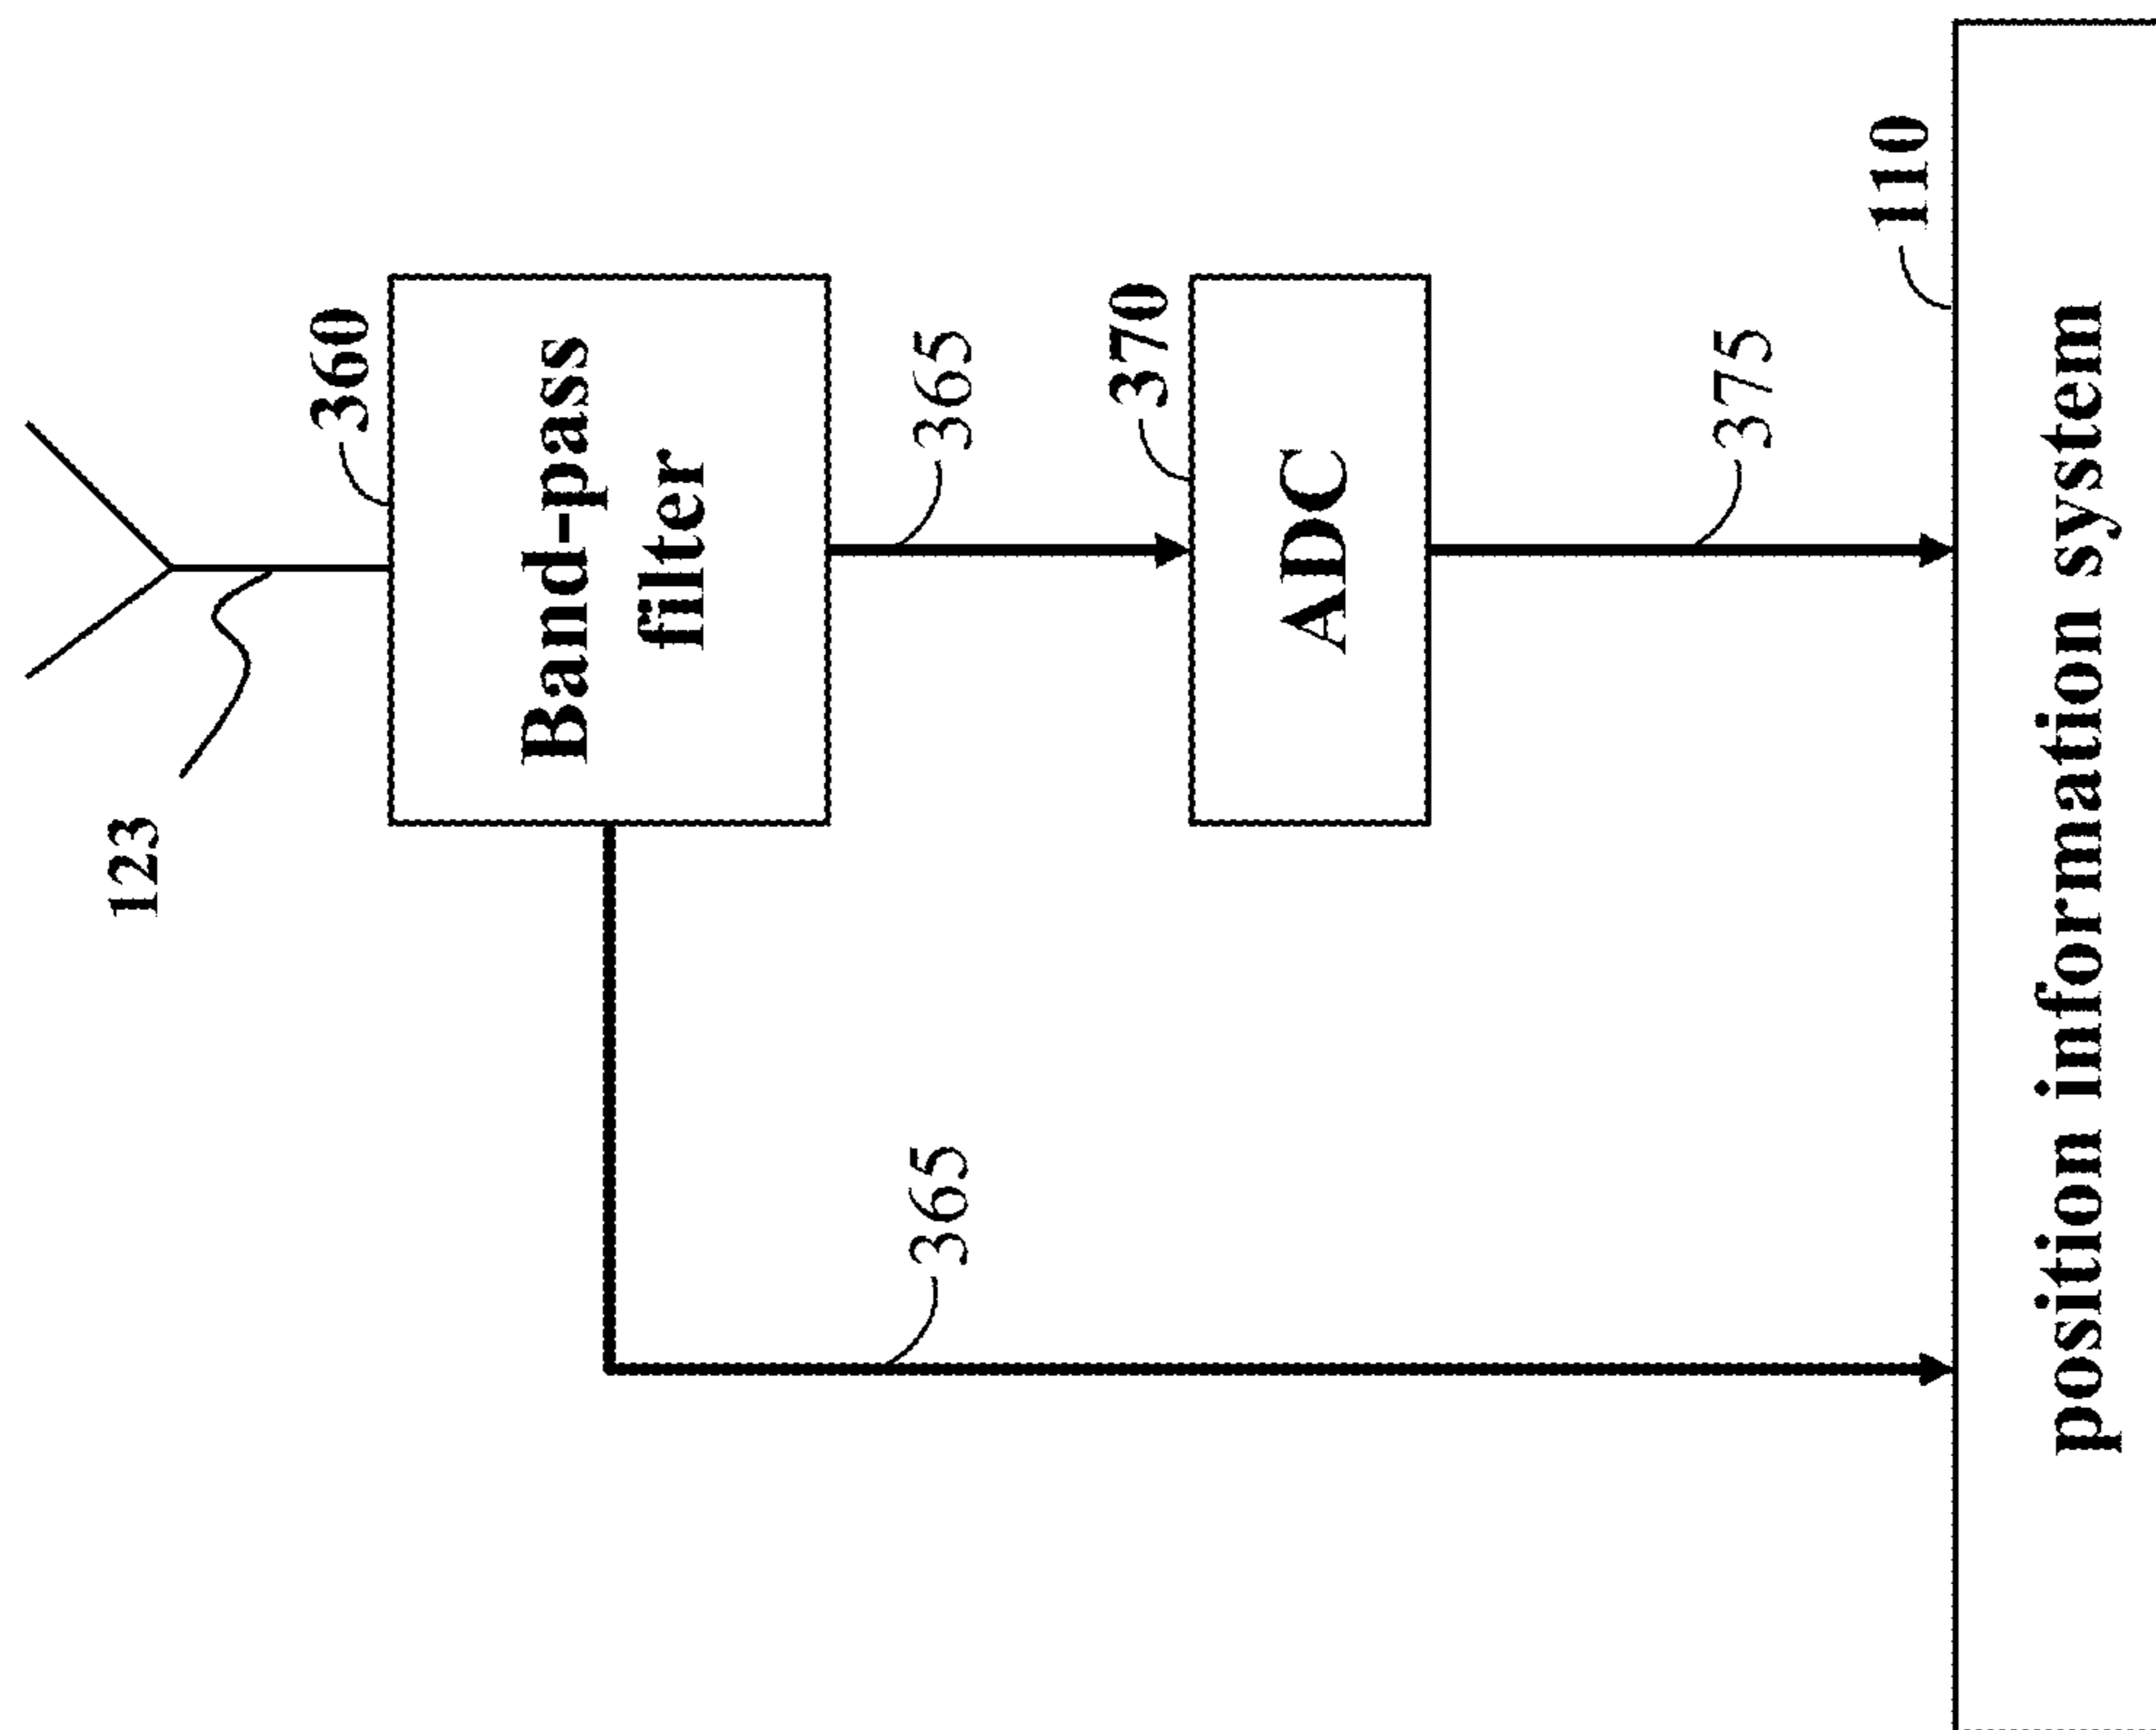 123
360
Band-pass
filter
365
365
370
ADC
375
110
position information system